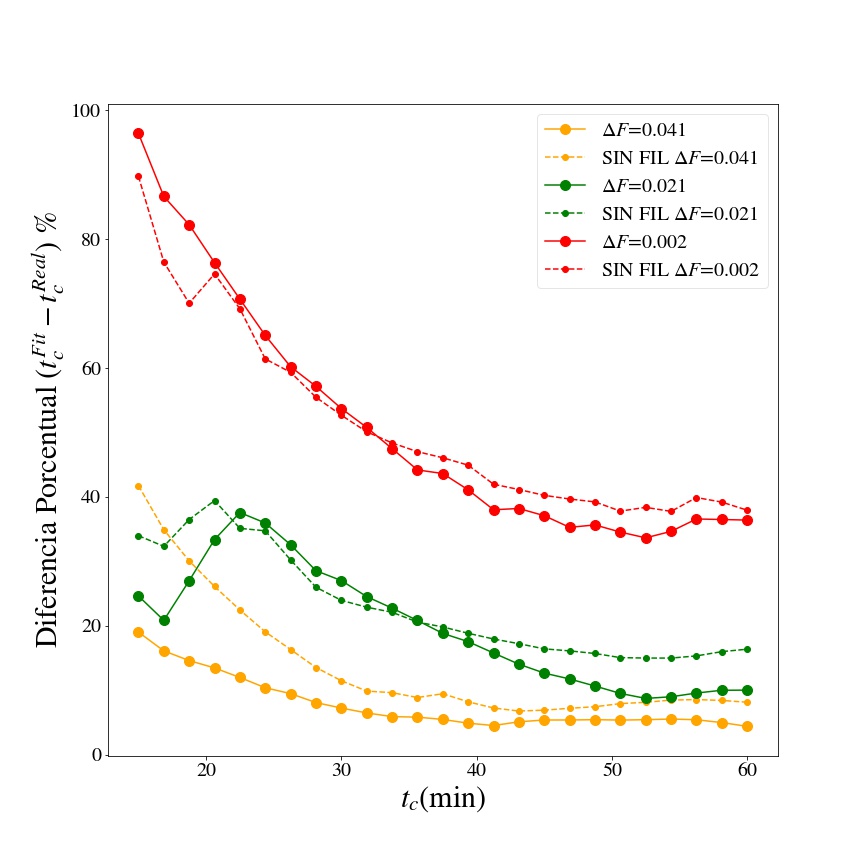 100
80
60
40
20
0
20 30 40 50 60
Diferencia Porcentual (t_c^{Fit} − t_c^{Real}) %
t_c(min)
ΔF=0.041
SIN FIL ΔF=0.041
ΔF=0.021
SIN FIL ΔF=0.021
ΔF=0.002
SIN FIL ΔF=0.002